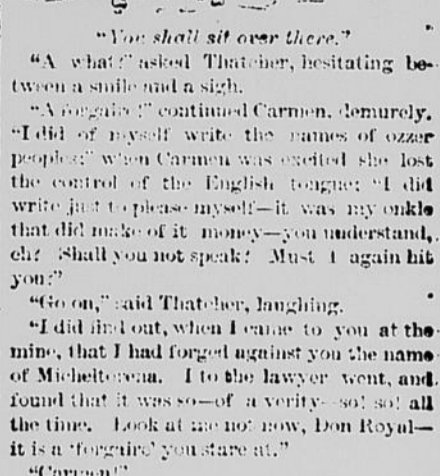 "You shall sit over there."
"A what?" asked Thatcher, hesitating be-
tween a smile and a sigh.
"A forgaire!" continued Carmen, demurely.
"I did of myself write the names of ozzer
peoples;" when Carmen was excited she lost
the control of the English tongue; "I did
write just to please myself—it was my onkle
that did make of it money—you understand,
eh? Shall you not speak? Must I again hit
you?"
"Go on," said Thatcher, laughing.
"I did find out, when I came to you at the
mine, that I had forged against you the name
of Micheltorena. I to the lawyer went, and
found that it was so—of a verity—so! so! all
the time. Look at me not now, Don Royal—
it is a 'forgaire' you stare at."
"Carmen!"